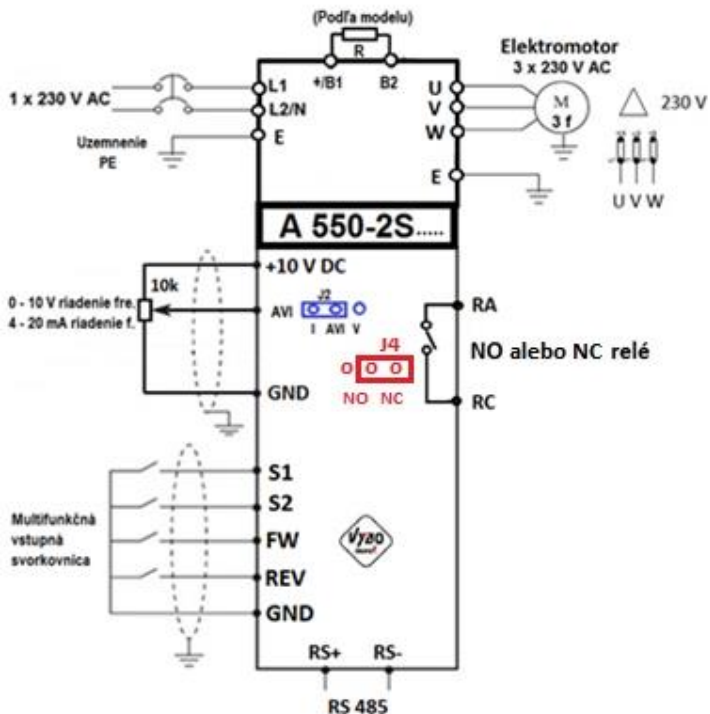 (Podľa modelu)
R
+/B1 B2
Elektromotor
3 x 230 V AC
1 x 230 V AC
L1
L2/N
E
Uzemnenie
PE
U
V
W
E
M
3 f
230 V
U V W
A 550-2S.....
+10 V DC
10k
0 - 10 V riadenie fre.
4 - 20 mA riadenie f.
AVI
J2
I AVI V
J4
NO NC
GND
RA
NO alebo NC relé
RC
S1
S2
FW
REV
GND
Multifunkčná
vstupná
svorkovnica
VYBO
RS+ RS-
RS 485